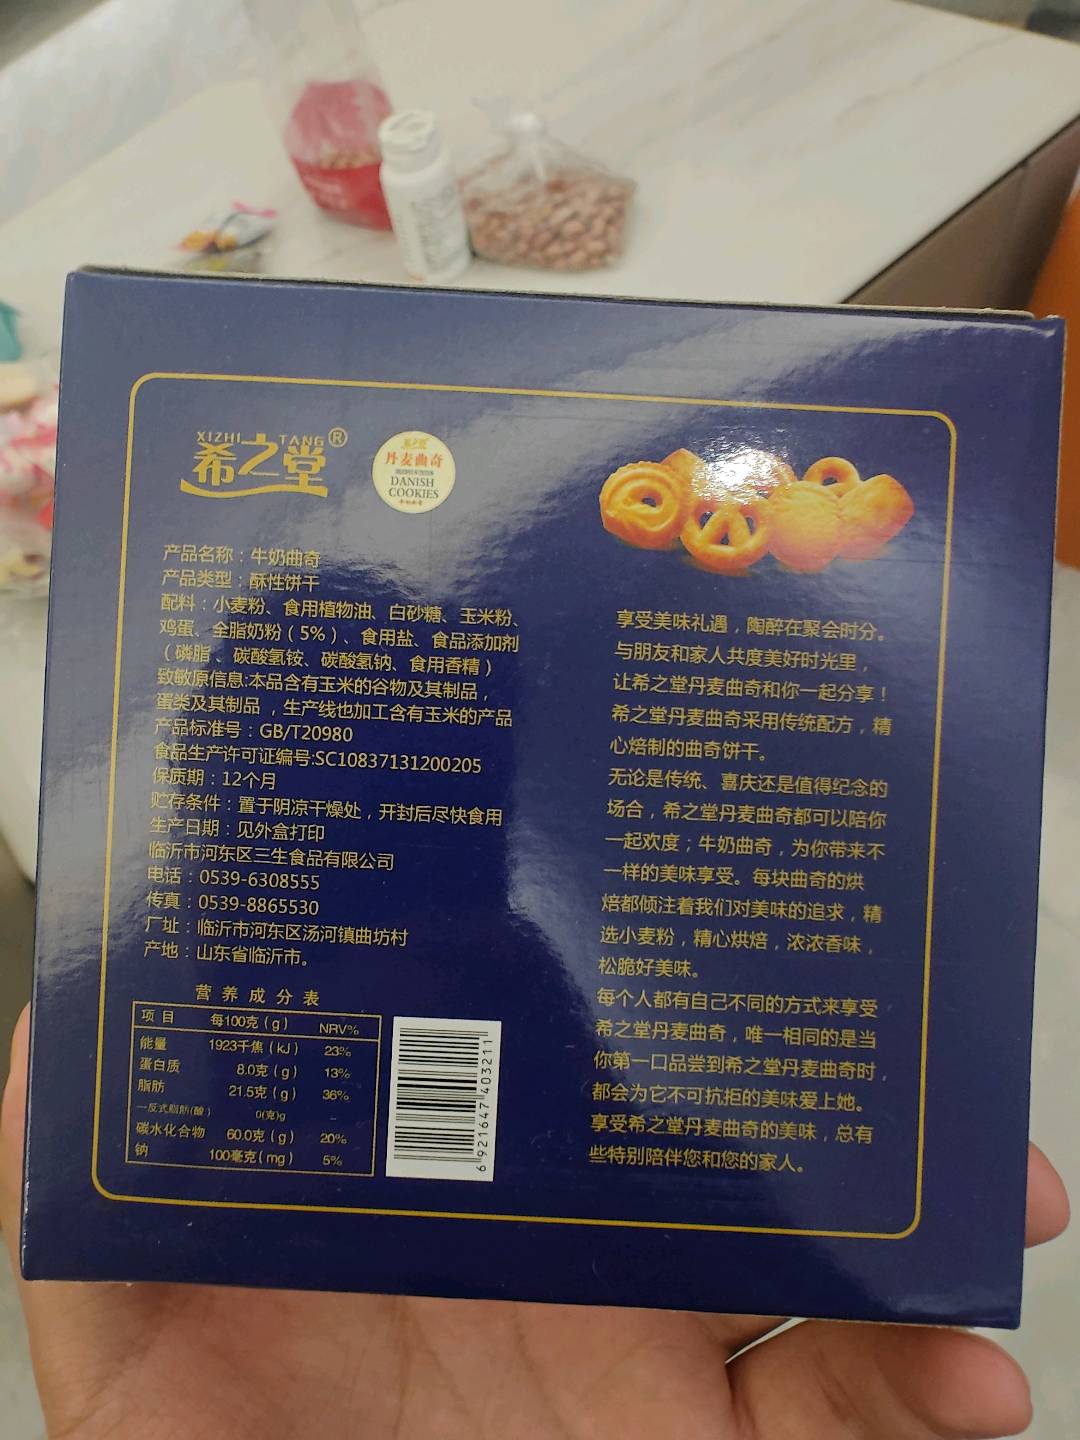 XIZHI TANG®
希之堂
丹麦曲奇
DANISH
COOKIES
产品名称：牛奶曲奇
产品类型：酥性饼干
配料：小麦粉、食用植物油、白砂糖、玉米粉、
鸡蛋、全脂奶粉（5%）、食用盐、食品添加剂
（磷脂、碳酸氢铵、碳酸氢钠、食用香精）
致敏原信息:本品含有玉米的谷物及其制品，
蛋类及其制品，生产线也加工含有玉米的产品
产品标准号：GB/T20980
食品生产许可证编号:SC10837131200205
保质期：12个月
贮存条件：置于阴凉干燥处，开封后尽快食用
生产日期：见外盒打印
临沂市河东区三生食品有限公司
电话：0539-6308555
传真：0539-8865530
厂址：临沂市河东区汤河镇曲坊村
产地：山东省临沂市。
营养成分表
项目 每100克（g） NRV%
能量 1923千焦（kJ） 23%
蛋白质 8.0克（g） 13%
脂肪 21.5克（g） 36%
—反式脂肪(酸) 0(克)g –
碳水化合物 60.0克（g） 20%
钠 100毫克（mg） 5%
6 921647 403211
享受美味礼遇，陶醉在聚会时分。
与朋友和家人共度美好时光里，
让希之堂丹麦曲奇和你一起分享！
希之堂丹麦曲奇采用传统配方，精
心焙制的曲奇饼干。
无论是传统、喜庆还是值得纪念的
场合，希之堂丹麦曲奇都可以陪你
一起欢度；牛奶曲奇，为你带来不
一样的美味享受。每块曲奇的烘
焙都倾注着我们对美味的追求，精
选小麦粉，精心烘焙，浓浓香味，
松脆好美味。
每个人都有自己不同的方式来享受
希之堂丹麦曲奇，唯一相同的是当
你第一口品尝到希之堂丹麦曲奇时，
都会为它不可抗拒的美味爱上她。
享受希之堂丹麦曲奇的美味，总有
些特别陪伴您和您的家人。